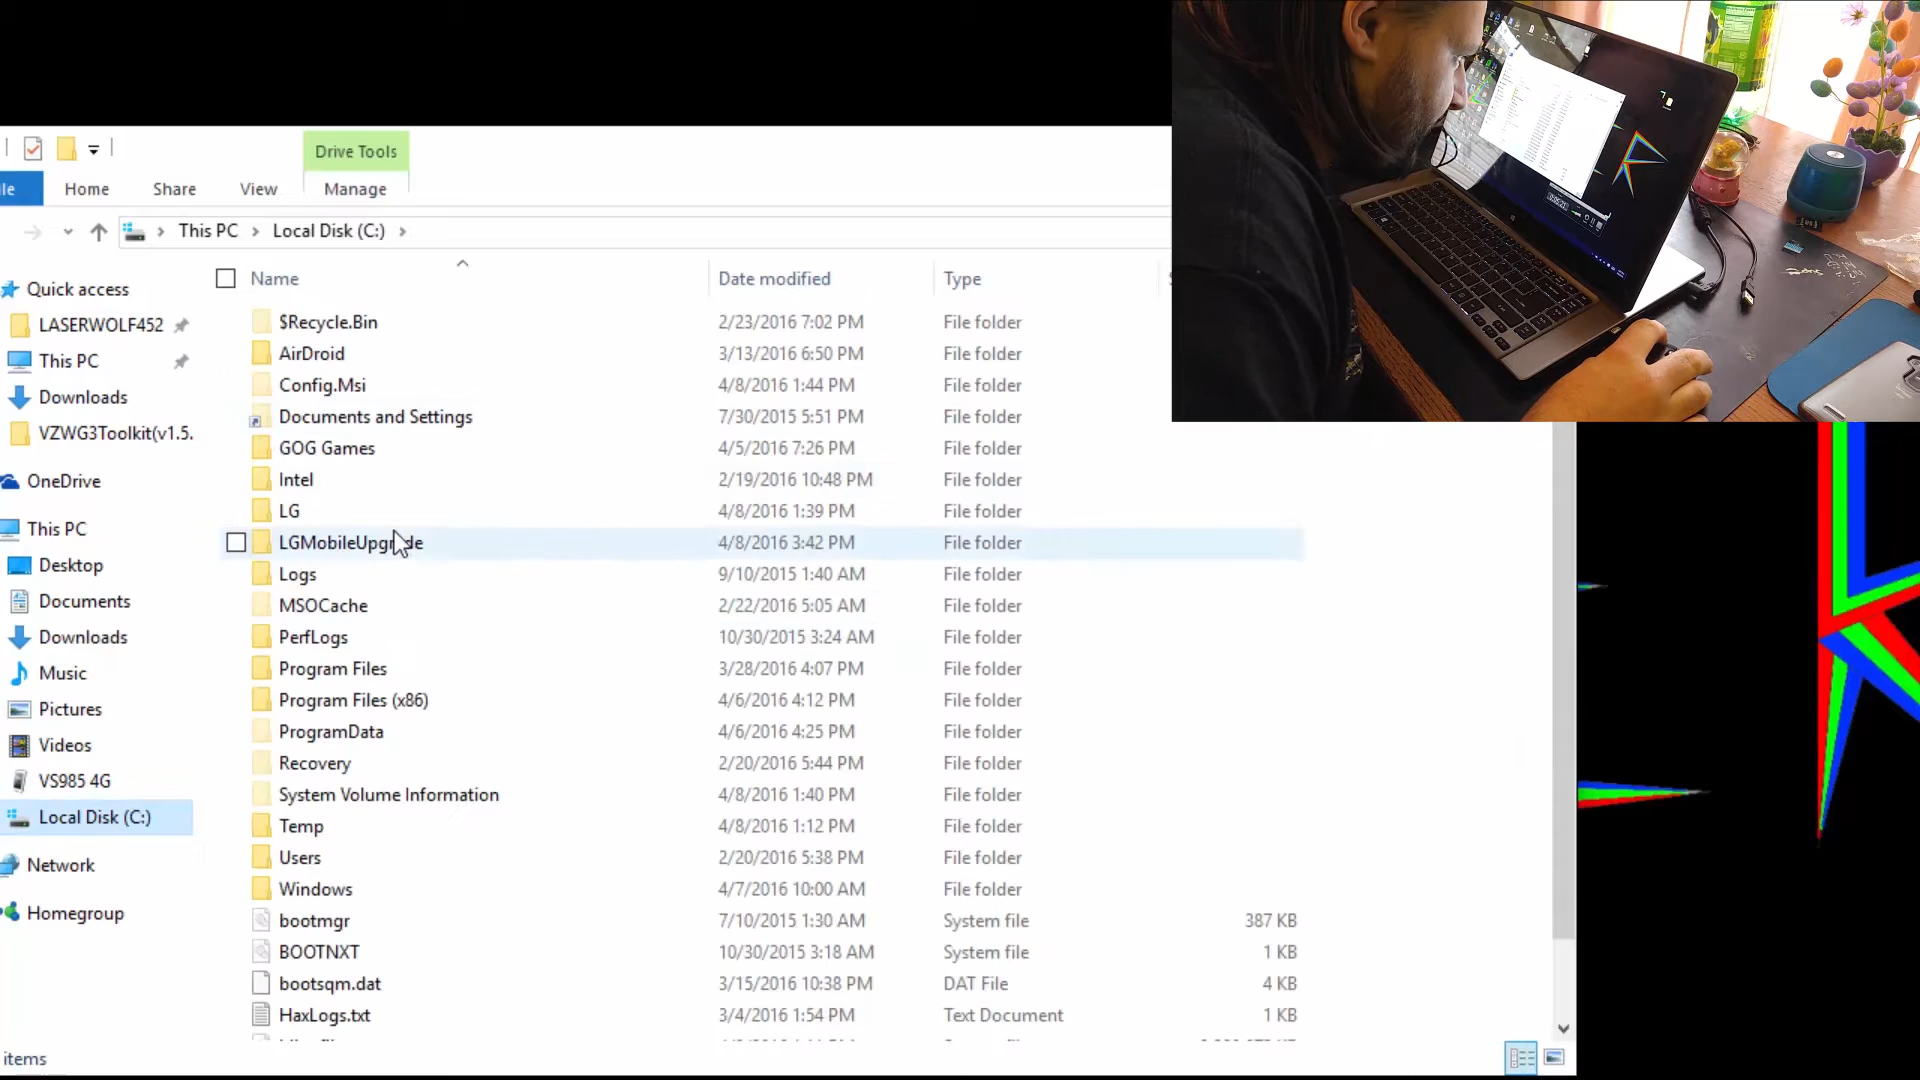 Drive Tools
le Home Share View Manage
This PC Local Disk (C:)
Name Date modified Type
Quick access
LASERWOLF452
This PC
Downloads
VZWG3Toolkit(v1.5.
OneDrive
This PC
Desktop
Documents
Downloads
Music
Pictures
Videos
VS985 4G
Local Disk (C:)
Network
Homegroup
$Recycle.Bin 2/23/2016 7:02 PM File folder
AirDroid 3/13/2016 6:50 PM File folder
Config.Msi 4/8/2016 1:44 PM File folder
Documents and Settings 7/30/2015 5:51 PM File folder
GOG Games 4/5/2016 7:26 PM File folder
Intel 2/19/2016 10:48 PM File folder
LG 4/8/2016 1:39 PM File folder
LGMobileUpgrade 4/8/2016 3:42 PM File folder
Logs 9/10/2015 1:40 AM File folder
MSOCache 2/22/2016 5:05 AM File folder
PerfLogs 10/30/2015 3:24 AM File folder
Program Files 3/28/2016 4:07 PM File folder
Program Files (x86) 4/6/2016 4:12 PM File folder
ProgramData 4/6/2016 4:25 PM File folder
Recovery 2/20/2016 5:44 PM File folder
System Volume Information 4/8/2016 1:40 PM File folder
Temp 4/8/2016 1:12 PM File folder
Users 2/20/2016 5:38 PM File folder
Windows 4/7/2016 10:00 AM File folder
bootmgr 7/10/2015 1:30 AM System file 387 KB
BOOTNXT 10/30/2015 3:18 AM System file 1 KB
bootsqm.dat 3/15/2016 10:38 PM DAT File 4 KB
HaxLogs.txt 3/4/2016 1:54 PM Text Document 1 KB
items